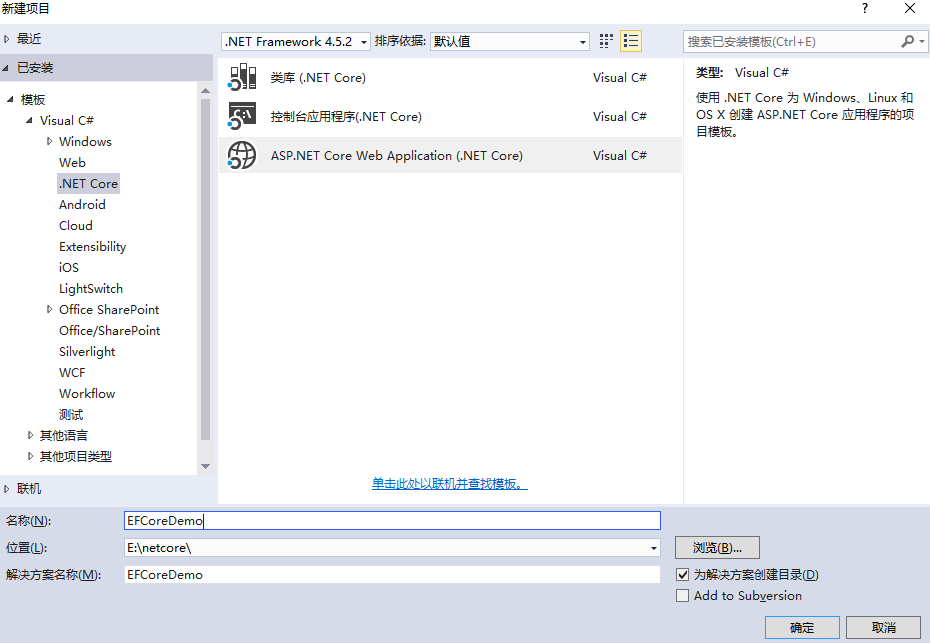 新建项目
? ×
最近
.NET Framework 4.5.2 排序依据: 默认值
搜索已安装模板(Ctrl+E)
已安装
模板
Visual C#
Windows
Web
.NET Core
Android
Cloud
Extensibility
iOS
LightSwitch
Office SharePoint
Office/SharePoint
Silverlight
WCF
Workflow
测试
其他语言
其他项目类型
联机
类库 (.NET Core) Visual C#
控制台应用程序(.NET Core) Visual C#
ASP.NET Core Web Application (.NET Core) Visual C#
单击此处以联机并查找模板。
类型: Visual C#
使用 .NET Core 为 Windows、Linux 和
OS X 创建 ASP.NET Core 应用程序的项
目模板。
名称(N): EFCoreDemo
位置(L): E:\netcore\ 浏览(B)...
解决方案名称(M): EFCoreDemo
为解决方案创建目录(D)
Add to Subversion
确定 取消